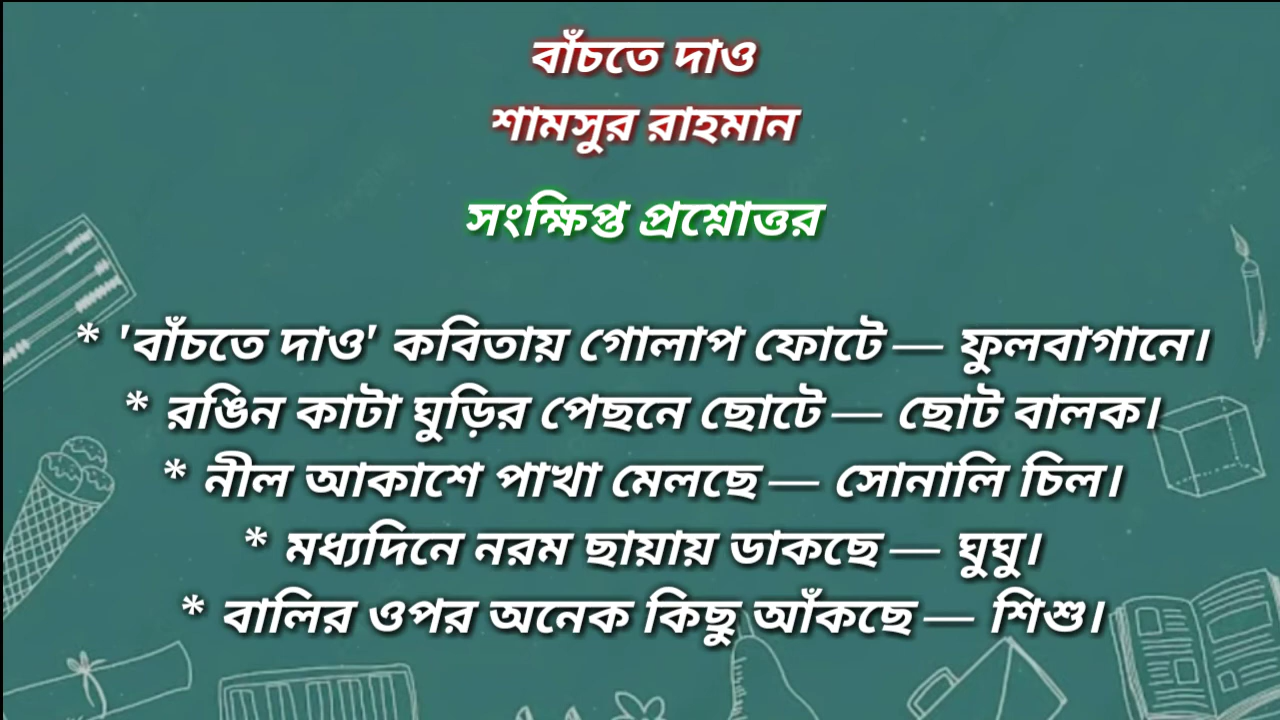 বাঁচতে দাও
শামসুর রাহমান
সংক্ষিপ্ত প্রশ্নোত্তর
* 'বাঁচতে দাও' কবিতায় গোলাপ ফোটে — ফুলবাগানে।
* রঙিন কাটা ঘুড়ির পেছনে ছোটে — ছোট বালক।
* নীল আকাশে পাখা মেলছে — সোনালি চিল।
* মধ্যদিনে নরম ছায়ায় ডাকছে — ঘুঘু।
* বালির ওপর অনেক কিছু আঁকছে — শিশু।